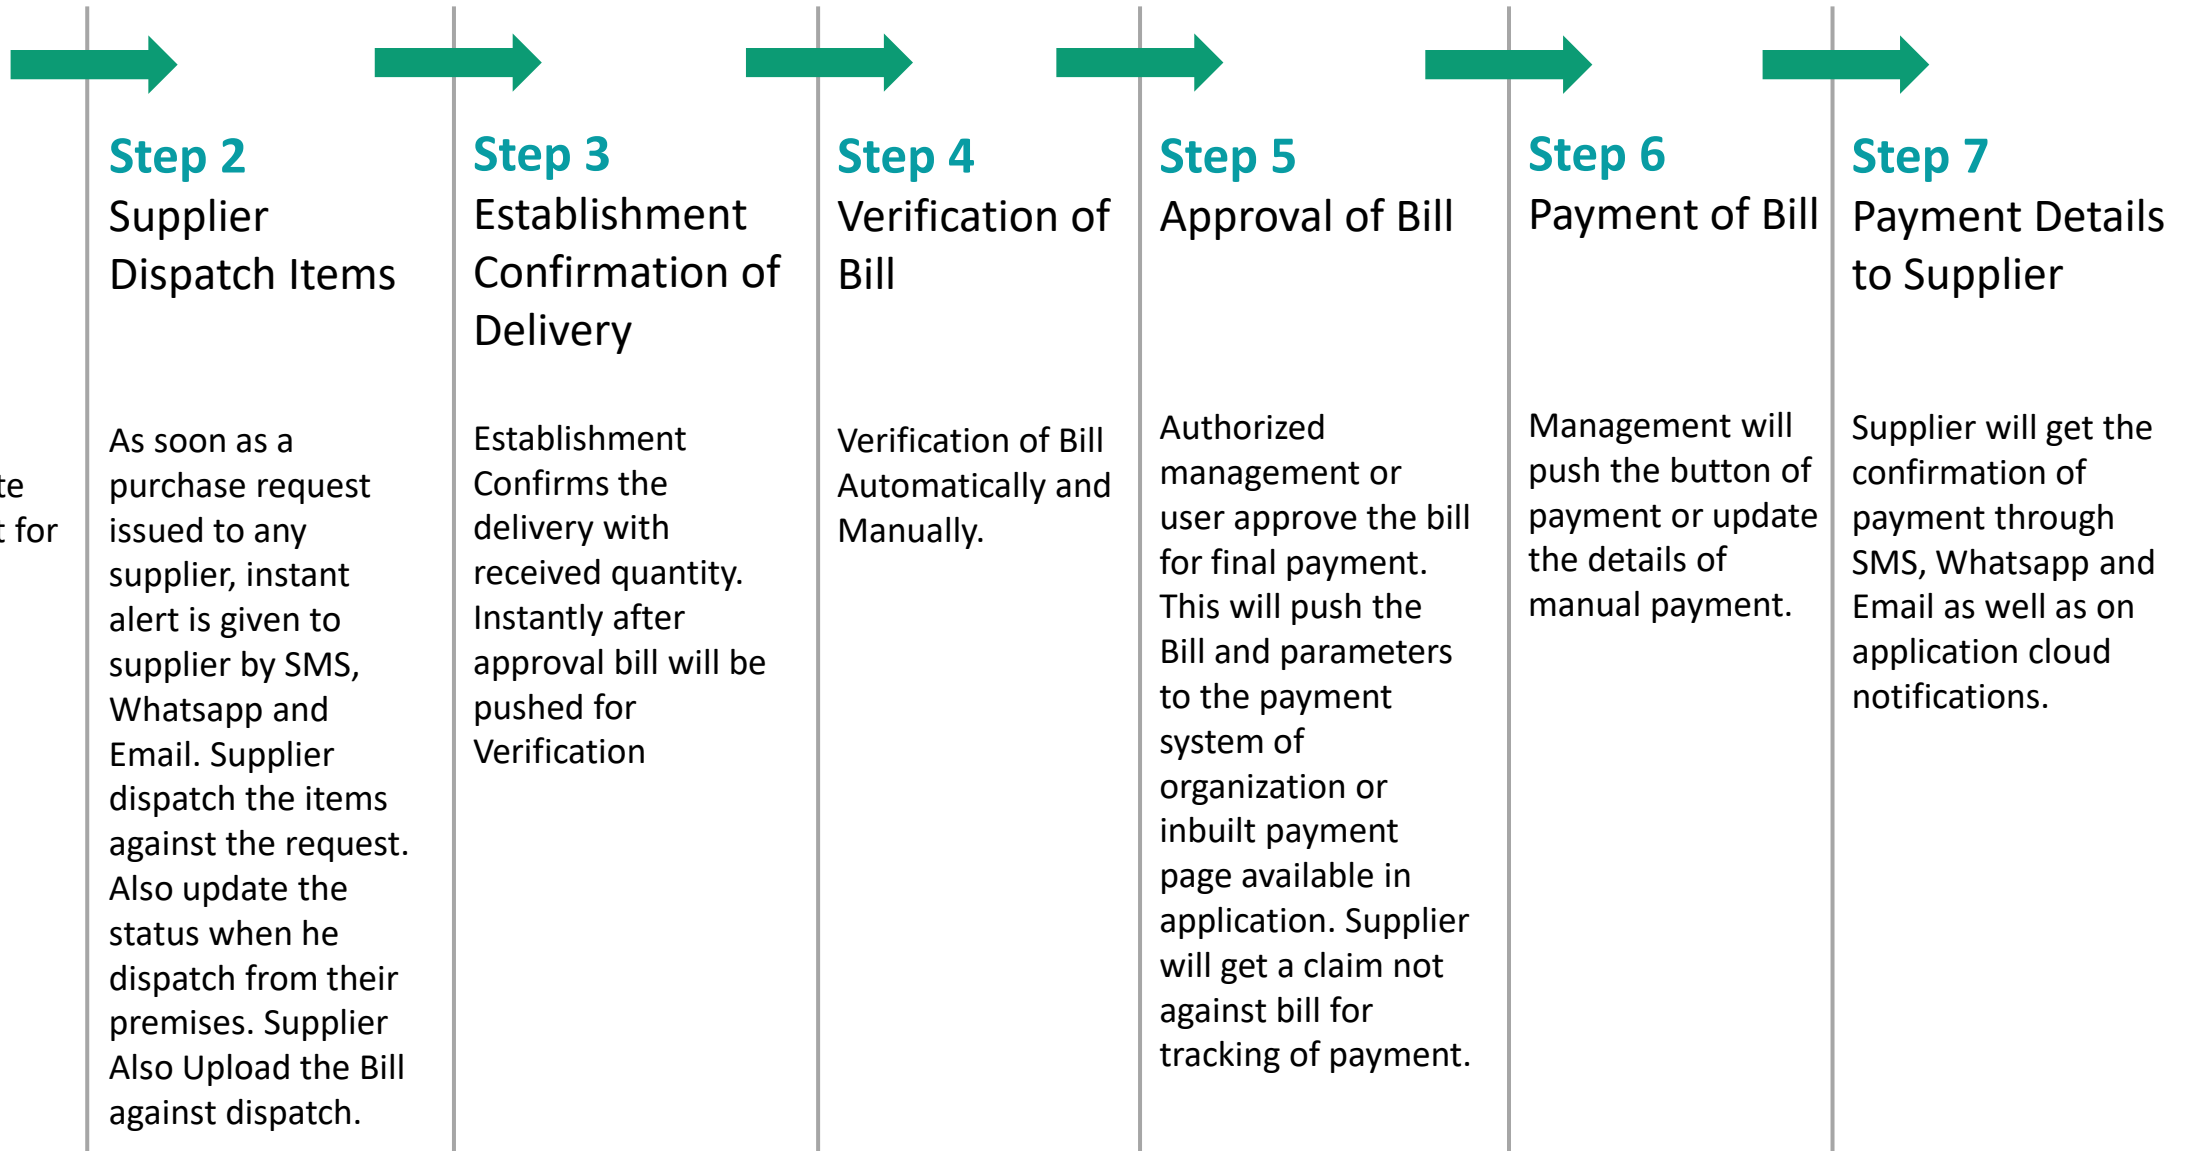 Step 2
Supplier
Dispatch Items
As soon as a
purchase request
issued to any
supplier, instant
alert is given to
supplier by SMS,
Whatsapp and
Email. Supplier
dispatch the items
against the request.
Also update the
status when he
dispatch from their
premises. Supplier
Also Upload the Bill
against dispatch.
Step 3
Establishment
Confirmation of
Delivery
Establishment
Confirms the
delivery with
received quantity.
Instantly after
approval bill will be
pushed for
Verification
Step 4
Verification of
Bill
Verification of Bill
Automatically and
Manually.
Step 5
Approval of Bill
Authorized
management or
user approve the bill
for final payment.
This will push the
Bill and parameters
to the payment
system of
organization or
inbuilt payment
page available in
application. Supplier
will get a claim not
against bill for
tracking of payment.
Step 6
Payment of Bill
Management will
push the button of
payment or update
the details of
manual payment.
Step 7
Payment Details
to Supplier
Supplier will get the
confirmation of
payment through
SMS, Whatsapp and
Email as well as on
application cloud
notifications.
for